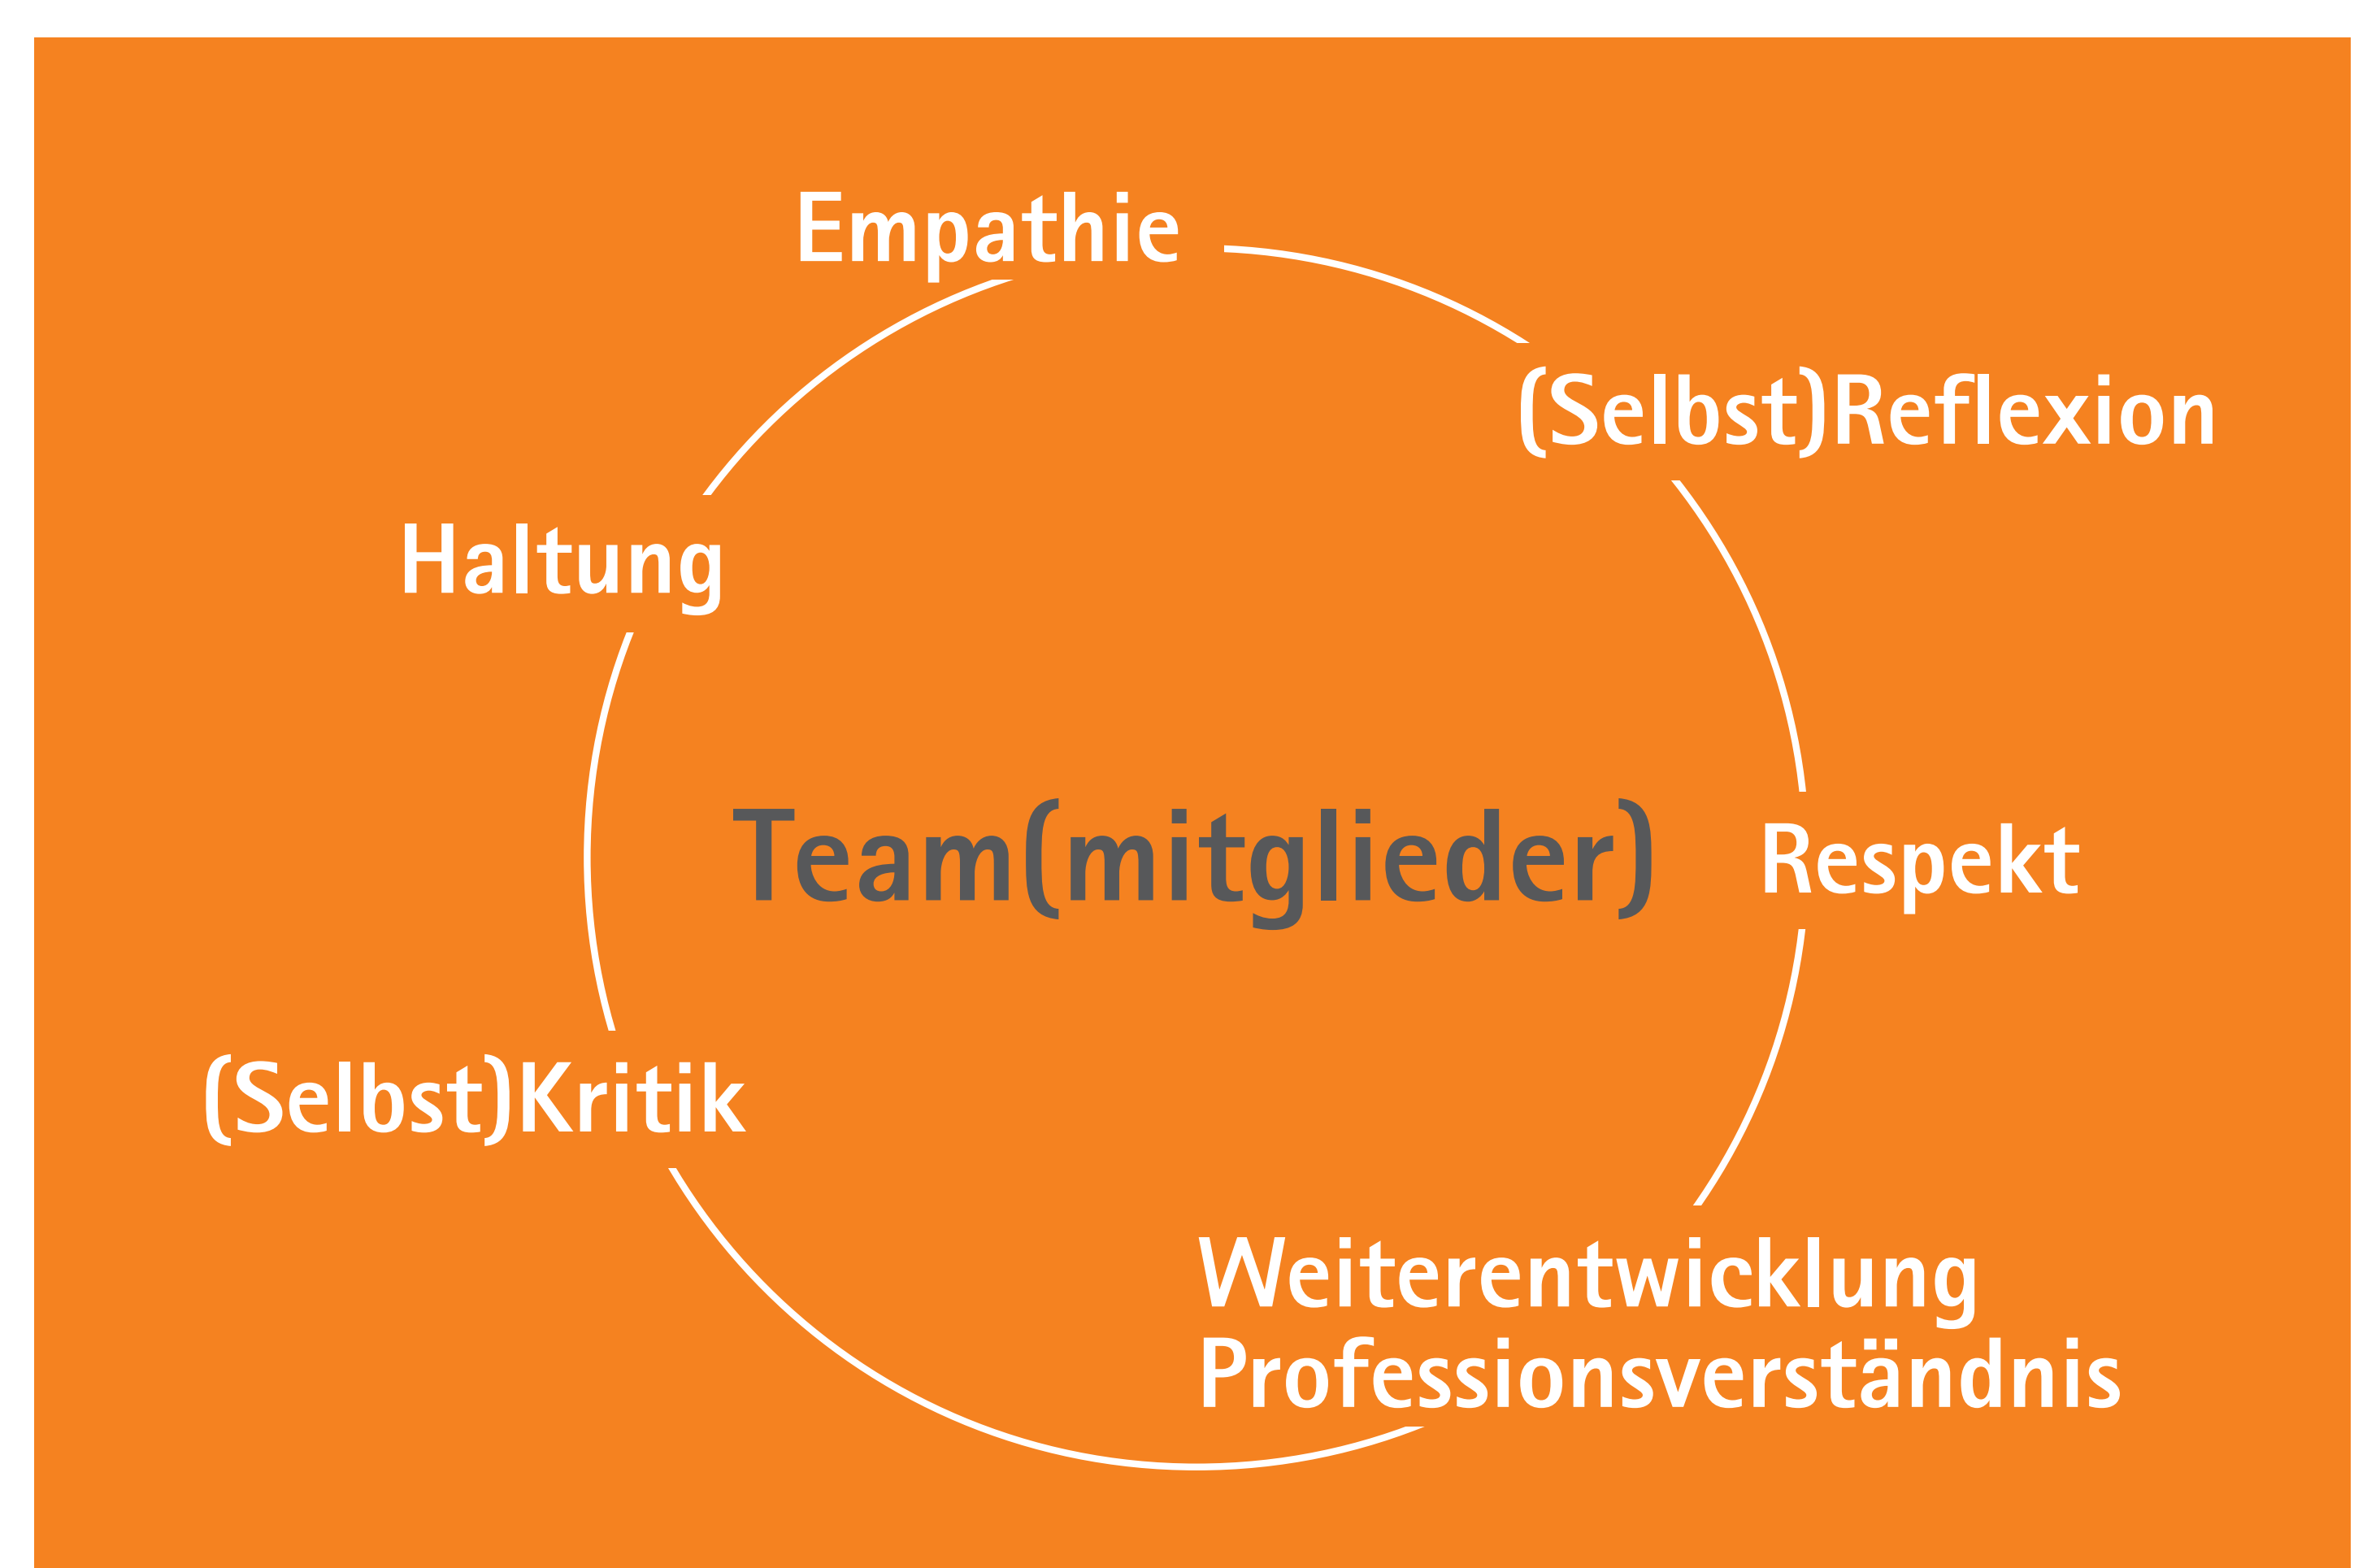 Empathie
(Selbst)Reflexion
Haltung
Team(mitglieder)
Respekt
(Selbst)Kritik
Weiterentwicklung
Professionsverständnis